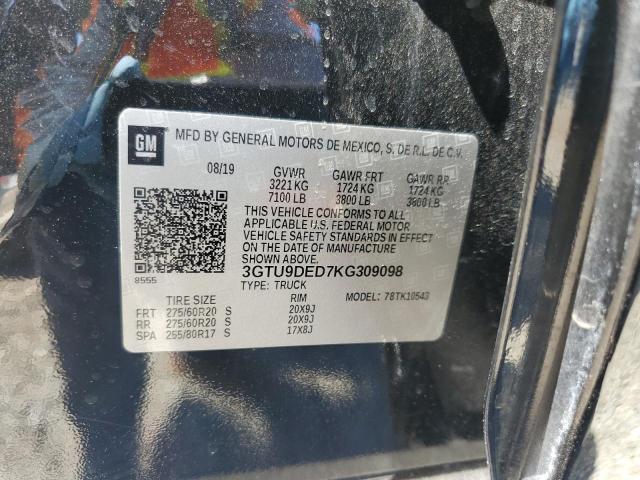 GM
MFD BY GENERAL MOTORS DE MEXICO, S. DE R.L. DE C.V.
08/19 GVWR GAWR FRT GAWR RR
3221 KG 1724 KG 1724 KG
7100 LB 3800 LB 3800 LB
THIS VEHICLE CONFORMS TO ALL
APPLICABLE U.S. FEDERAL MOTOR
VEHICLE SAFETY STANDARDS IN EFFECT
ON THE DATE OF MANUFACTURE
SHOWN ABOVE.
8555 3GTU9DED7KG309098
TYPE: TRUCK MODEL: 78TK10543
TIRE SIZE RIM
FRT 275/60R20 S 20X9J
RR 275/60R20 S 20X9J
SPA 255/80R17 S 17X8J